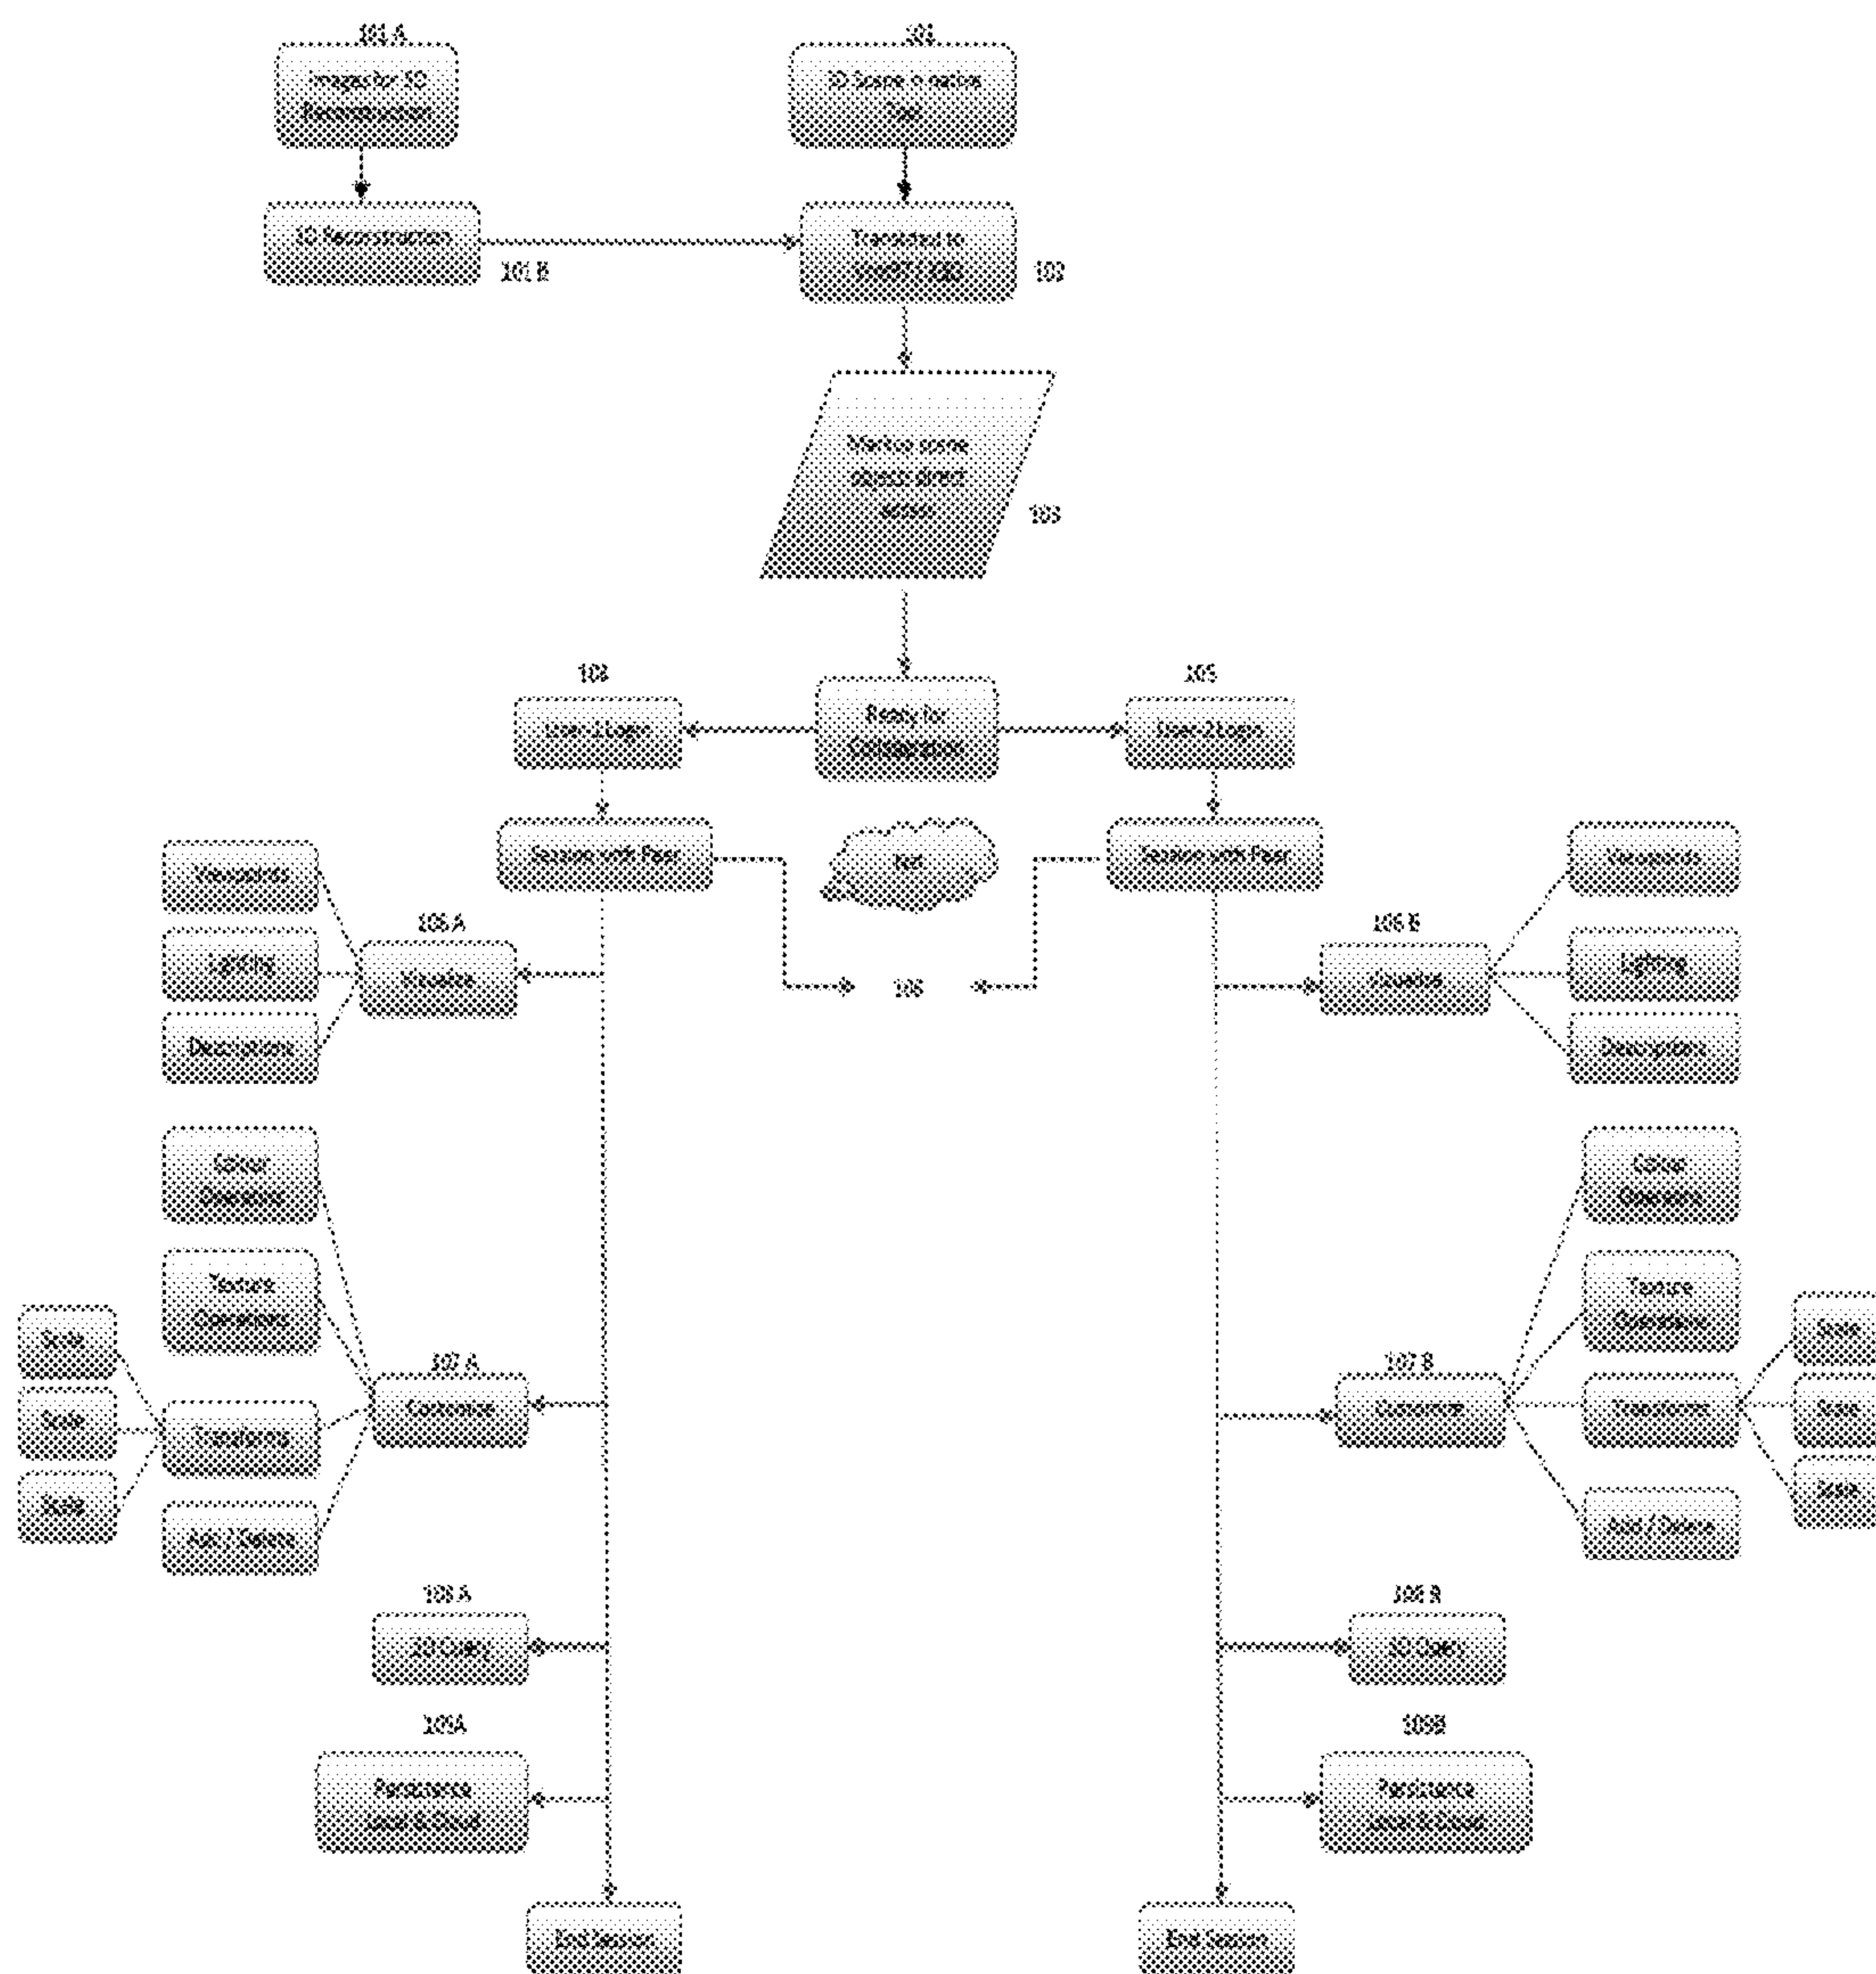 101 A
101
Images for 3D
Reconstruction
3D Scene in native
3D Reconstruction
101 B
Translated to
102
Markup scene
direct
103
104
105
Ready for
Collaboration
User 2 Login
Session with Peer
Net
Session with Peer
Viewpoints
Viewpoints
106 A
106 B
Lighting
Visualize
106
Visualize
Lighting
Descriptions
Descriptions
Colour
Operations
Colour
Operations
Texture
Operations
Texture
Operations
Scale
Scale
107 A
107 B
Scale
Transforms
Customize
Customize
Transforms
Scale
Scale
Scale
Add / Delete
Add / Delete
108 A
108 B
3D Query
3D Query
109A
109B
Persistence
Local & Cloud
Persistence
Local & Cloud
End Session
End Session